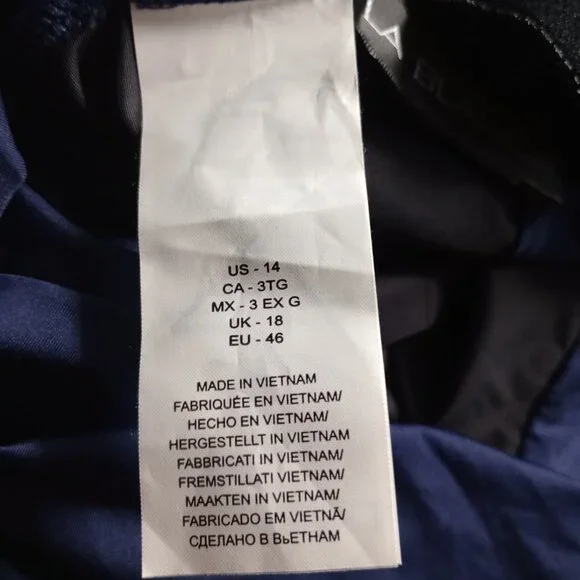 US - 14
CA - 3TG
MX - 3 EX G
UK - 18
EU - 46
MADE IN VIETNAM
FABRIQUÉE EN VIETNAM/
HECHO EN VIETNAM/
HERGESTELLT IN VIETNAM
FABBRICATI EN VIETNAM/
FREMSTILLATI VIETNAM/
MAAKTEN IN VIETNAM/
FABRICADO EM VIETNÃ/
СДЕЛАНО В ВЬЕТНАМ